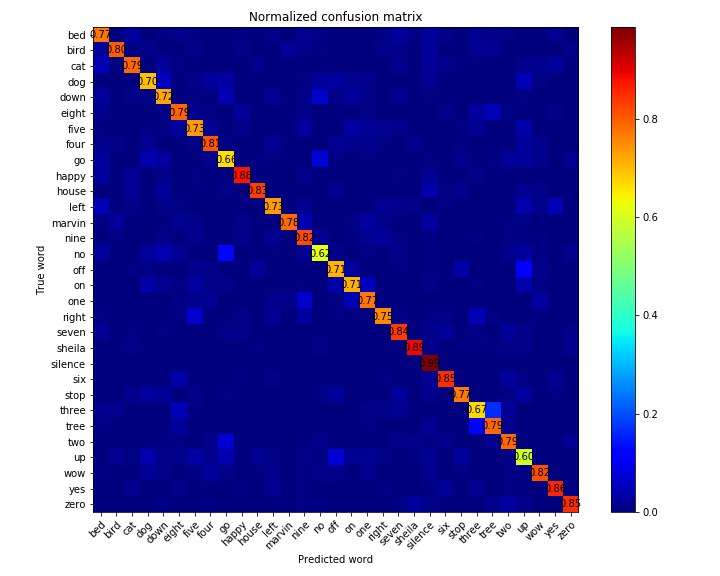 Normalized confusion matrix
bed 0.77
bird 0.80
cat 0.79
dog 0.70
down 0.72
eight 0.79
five 0.73
four 0.81
go 0.66
happy 0.88
house 0.83
left 0.73
marvin 0.78
nine 0.82
no 0.62
off 0.71
on 0.71
one 0.77
right 0.75
seven 0.84
sheila 0.89
silence
six 0.85
stop 0.77
three 0.67
tree 0.79
two 0.79
up 0.60
wow 0.82
yes 0.86
zero 0.85
True word
bed bird cat dog down eight five four go happy house left marvin nine no off on one right seven sheila silence six stop three tree two up wow yes zero
Predicted word
0.8
0.6
0.4
0.2
0.0